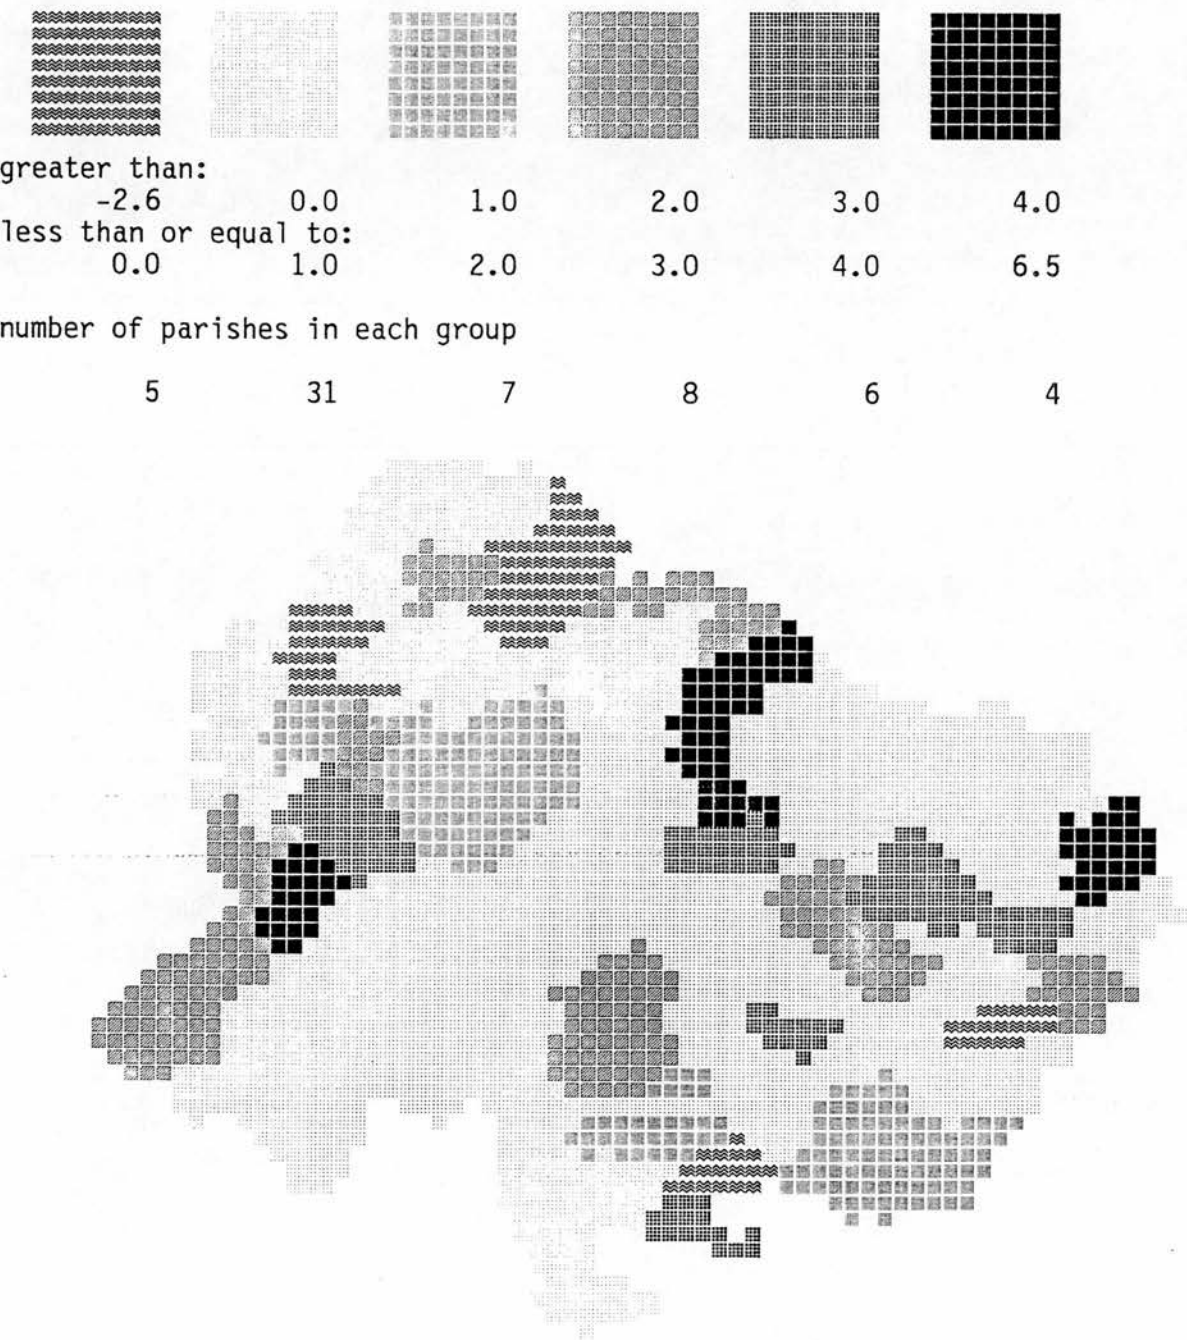 greater than:
-2.6 0.0 1.0 2.0 3.0 4.0
less than or equal to:
0.0 1.0 2.0 3.0 4.0 6.5
number of parishes in each group
5 31 7 8 6 4